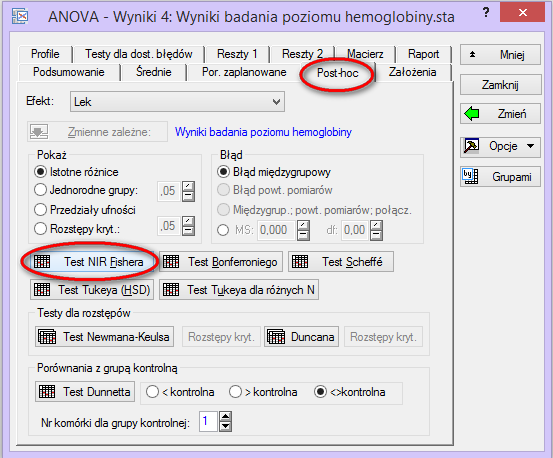 ANOVA - Wyniki 4: Wyniki badania poziomu hemoglobiny.sta
?
Profile
Testy dla dost. błędów
Reszty 1
Reszty 2
Macierz
Raport
Podsumowanie
Średnie
Por. zaplanowane
Post-hoc
Założenia
Mniej
Zamknij
Zmień
Opcje
Grupami
Efekt:
Lek
Zmienne zależne:
Wyniki badania poziomu hemoglobiny
Pokaż
Istotne różnice
Jednorodne grupy:
,05
Przedziały ufności
Rozstępy kryt.:
,05
Błąd
Błąd międzygrupowy
Błąd powt. pomiarów
Międzygrup.; powt. pomiarów; połącz.
MS:
0,000
df:
0,00
Test NIR Fishera
Test Bonferroniego
Test Scheffé
Test Tukeya (HSD)
Test Tukeya dla różnych N
Testy dla rozstępów
Test Newmana-Keulsa
Rozstępy kryt.
Duncana
Rozstępy kryt.
Porównania z grupą kontrolną
Test Dunnetta
< kontrolna
> kontrolna
<>kontrolna
Nr komórki dla grupy kontrolnej:
1